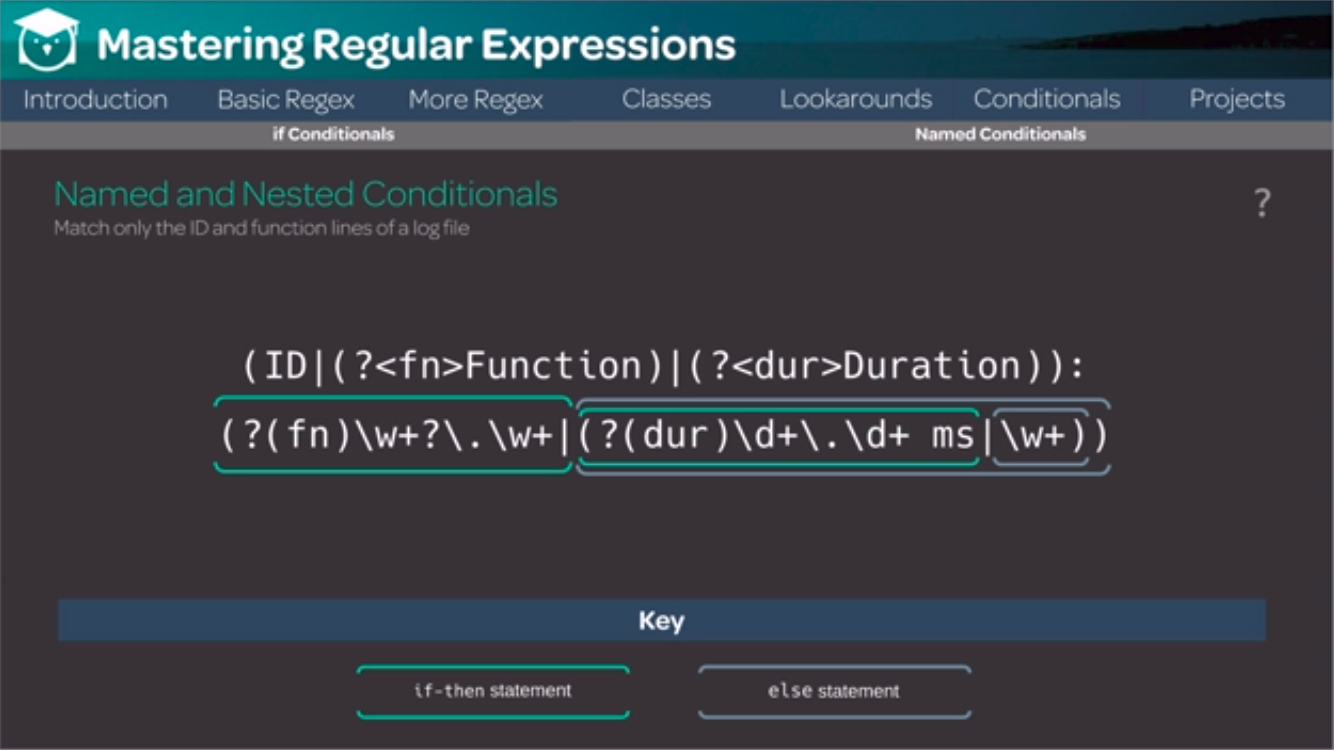 Mastering Regular Expressions
Introduction Basic Regex More Regex Classes Lookarounds Conditionals Projects
if Conditionals Named Conditionals
Named and Nested Conditionals
?
Match only the ID and function lines of a log file
(ID|(?<fn>Function)|(?<dur>Duration)):
(?(fn)\w+?\.\w+|(?(dur)\d+\.\d+ ms|\w+))
Key
if-then statement else statement